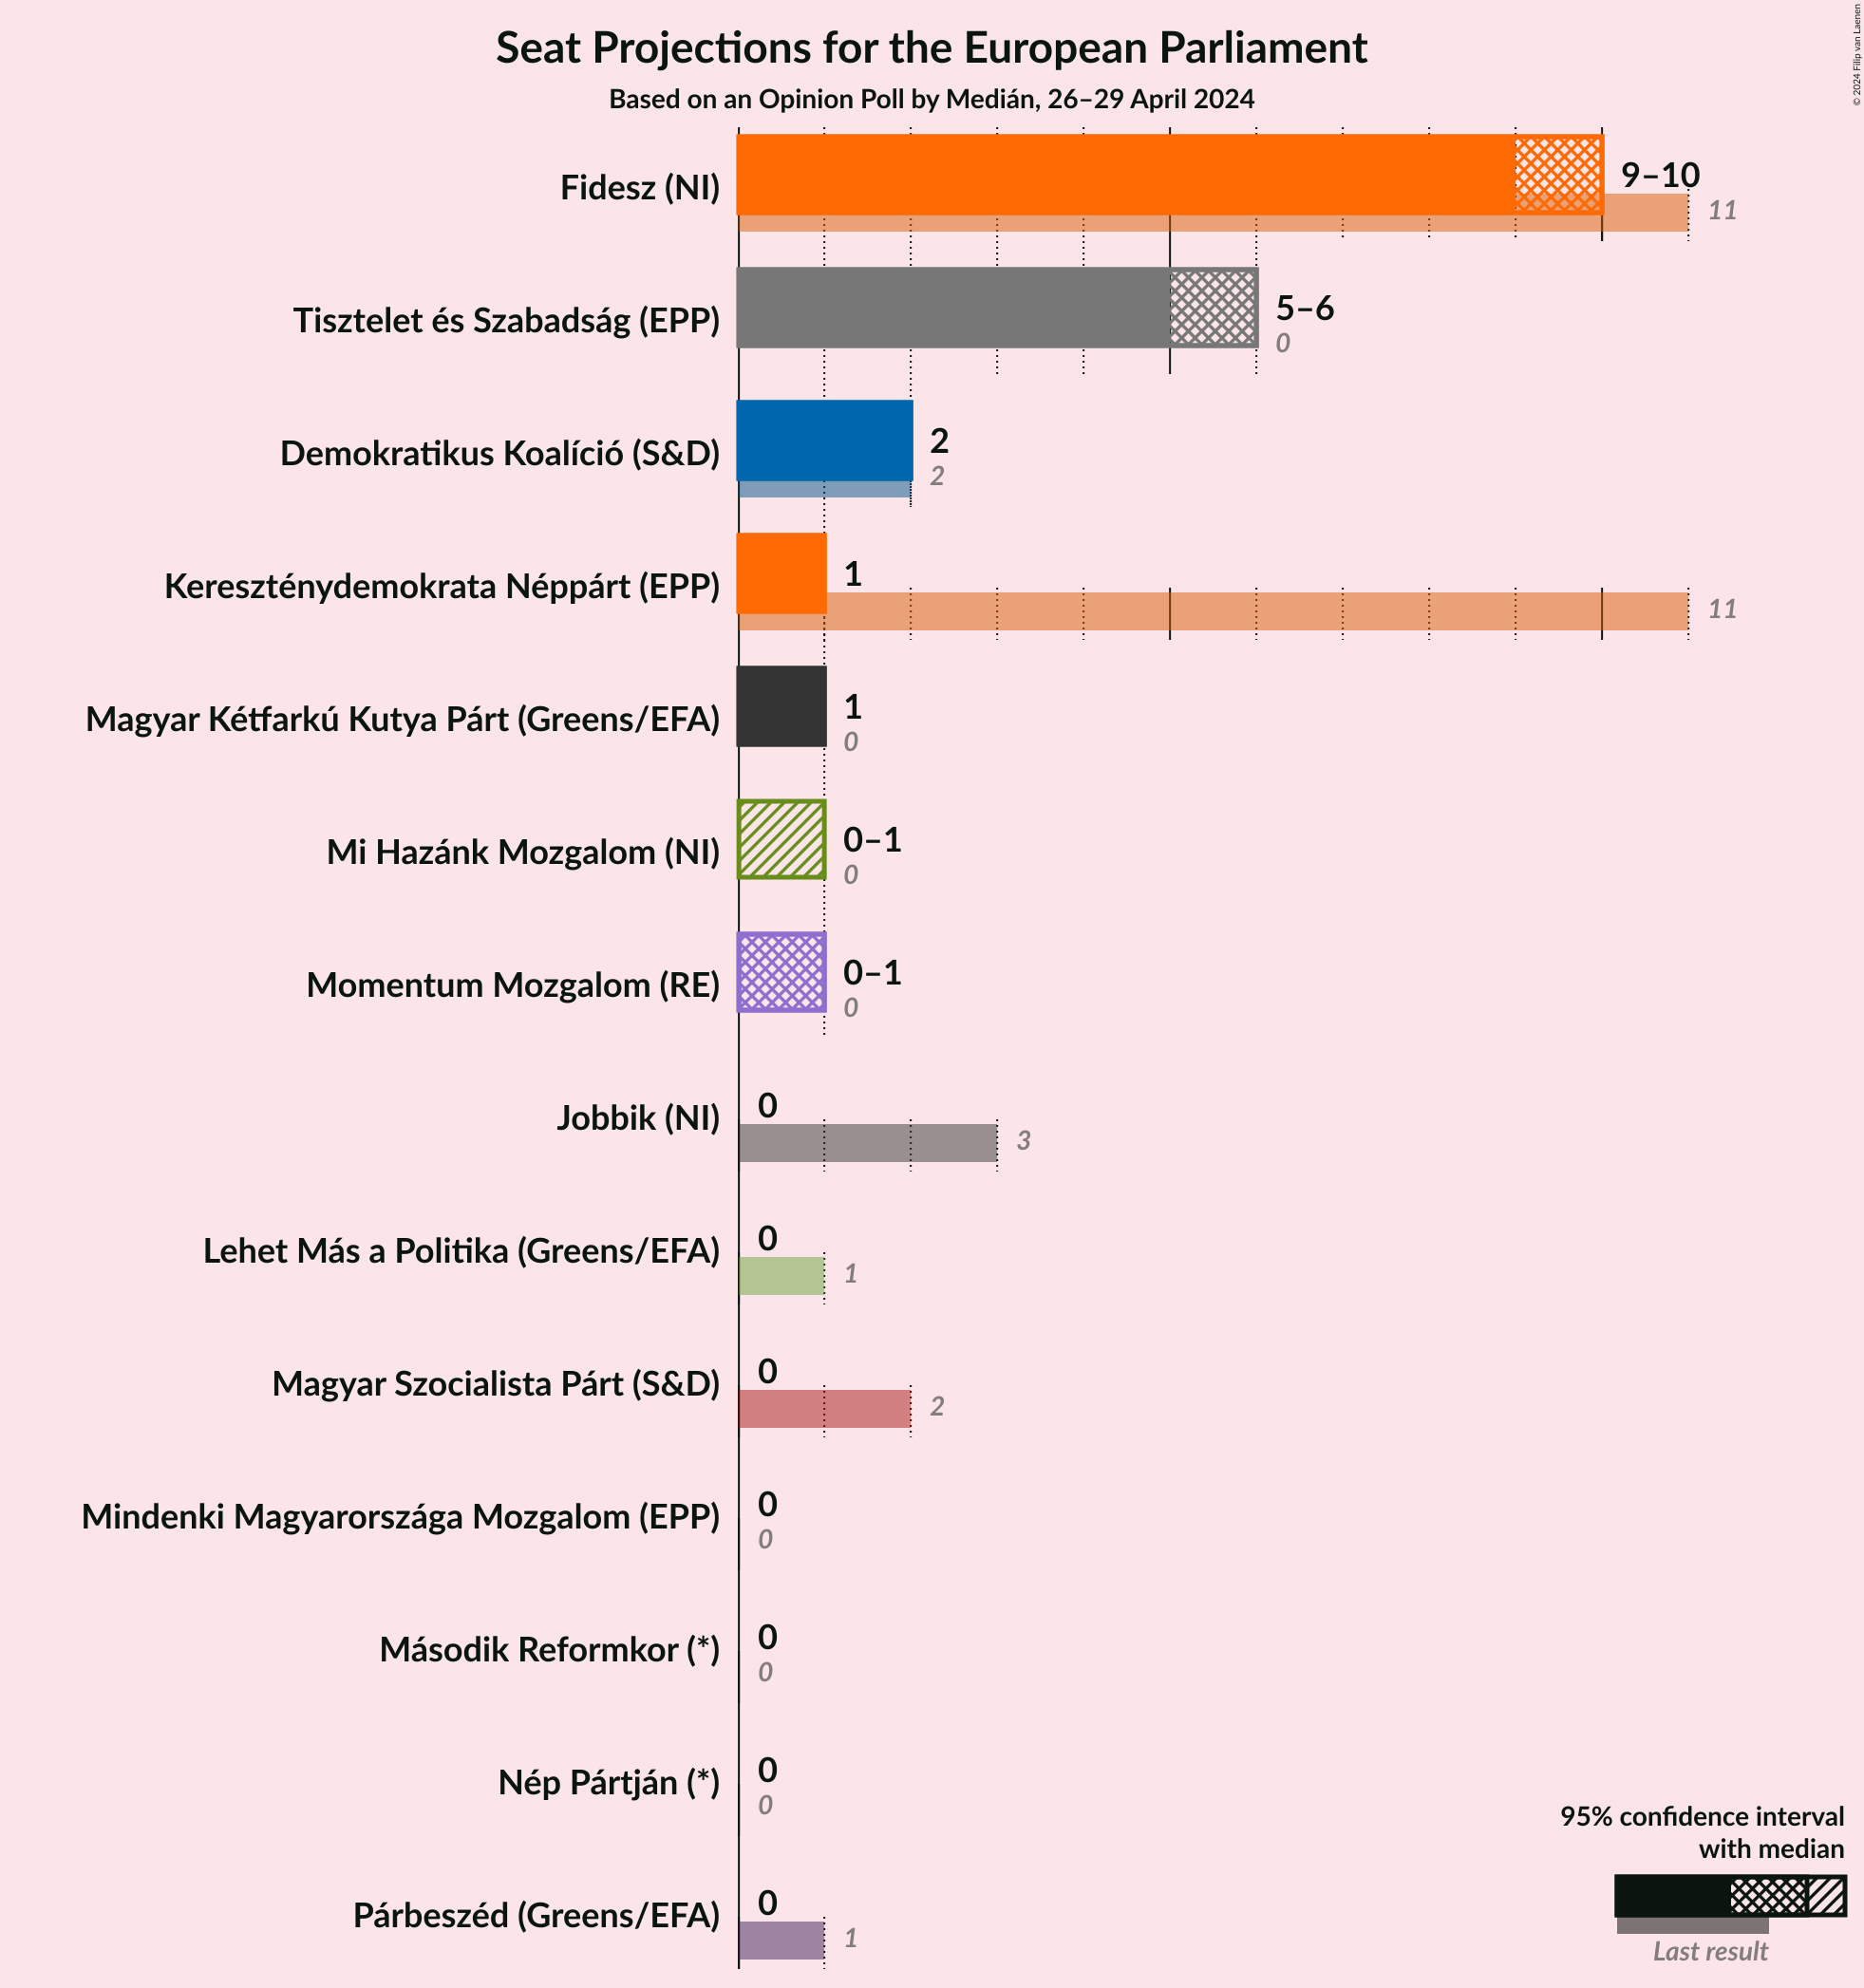 Seat Projections for the European Parliament
Based on an Opinion Poll by Medián, 26–29 April 2024
© 2024 Filip van Laenen
Fidesz (NI)
9–10
11
Tisztelet és Szabadság (EPP)
5–6
0
Demokratikus Koalíció (S&D)
2
2
Kereszténydemokrata Néppárt (EPP)
1
11
Magyar Kétfarkú Kutya Párt (Greens/EFA)
1
0
Mi Hazánk Mozgalom (NI)
0–1
0
Momentum Mozgalom (RE)
0–1
0
Jobbik (NI)
0
3
Lehet Más a Politika (Greens/EFA)
0
1
Magyar Szocialista Párt (S&D)
0
2
Mindenki Magyarországa Mozgalom (EPP)
0
0
Második Reformkor (*)
0
0
Nép Pártján (*)
0
0
Párbeszéd (Greens/EFA)
0
1
95% confidence interval
with median
Last result